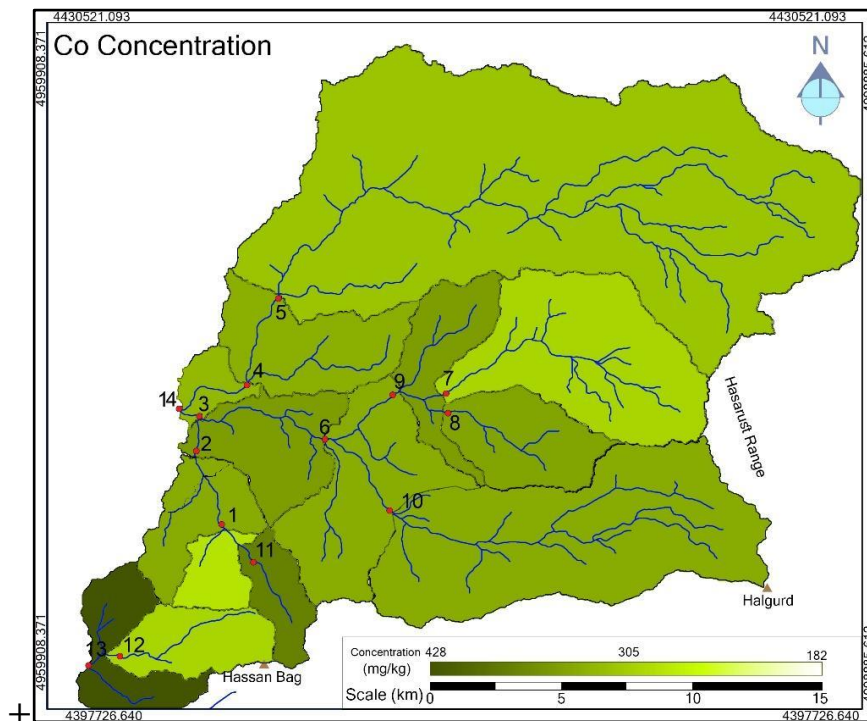 4430521.093
4430521.093
Co Concentration
N
4959908.371
5
4
14
3
9
7
8
6
2
10
1
11
12
13
Hasarust Range
Halgurd
Hassan Bag
4959908.371
Concentration 428 305 182
(mg/kg)
Scale (km)
0 5 10 15
4397726.640
4397726.640